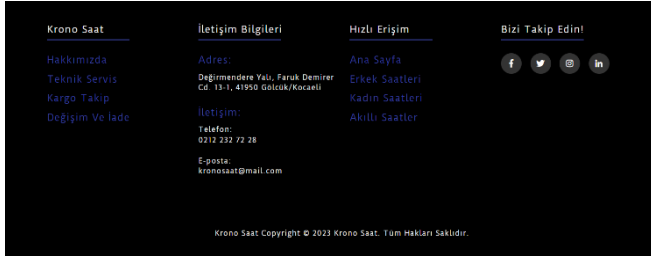 Krono Saat
Hakkımızda
Teknik Servis
Kargo Takip
Değişim Ve İade
İletişim Bilgileri
Adres:
Değirmendere Yalı, Faruk Demirer
Cd. 13-1, 41950 Gölcük/Kocaeli
İletişim:
Telefon:
0212 232 72 28
E-posta:
kronosaat@mail.com
Hızlı Erişim
Ana Sayfa
Erkek Saatleri
Kadın Saatleri
Akıllı Saatler
Bizi Takip Edin!
Krono Saat Copyright © 2023 Krono Saat. Tüm Hakları Saklıdır.